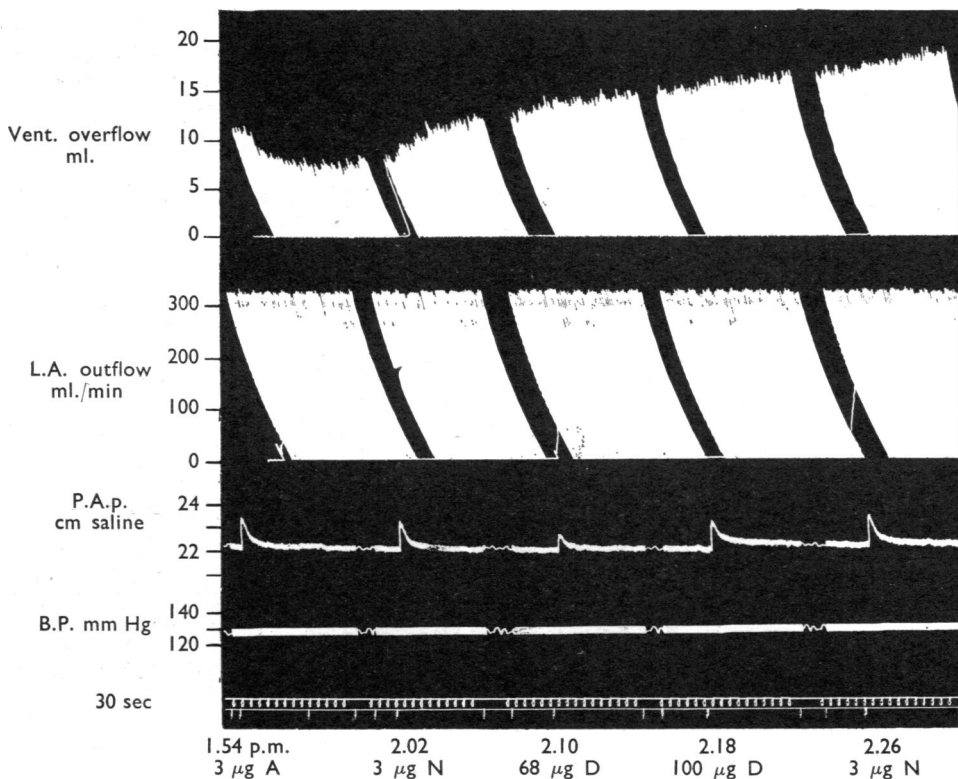 20
15
Vent. overflow
ml.
10
5
0
300
200
L.A. outflow
ml./min
100
0
P.A.p.
cm saline
24
22
B.P. mm Hg
140
120
30 sec
1.54 p.m. 2.02 2.10 2.18 2.26
3 μg A 3 μg N 68 μg D 100 μg D 3 μg N